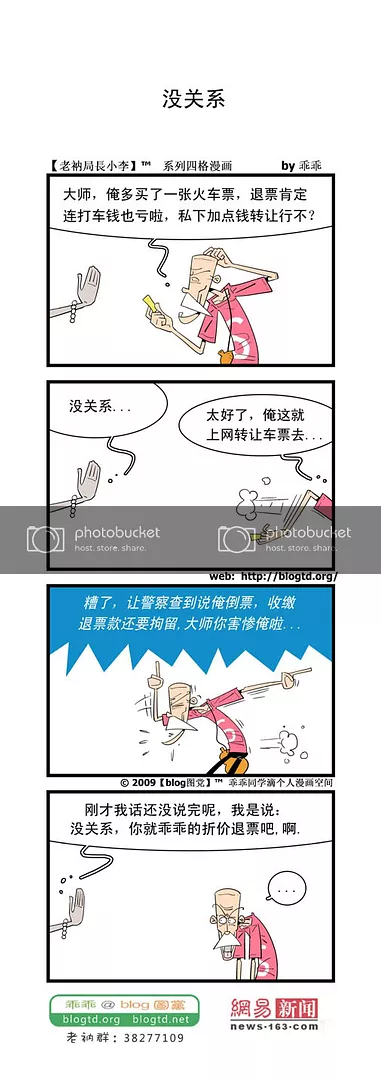 没关系
【老衲局長小李】™ 系列四格漫画 by 乖乖
大师，俺多买了一张火车票，退票肯定
连打车钱也亏啦，私下加点钱转让行不？
没关系...
太好了，俺这就
上网转让车票去...
photobucket
host. store. share.
photobucket
host. store. share.
web: http://blogtd.org/
糟了，让警察查到说俺倒票，收缴
退票款还要拘留,大师你害惨俺啦...
© 2009【blog图党】™ 乖乖同学滴个人漫画空间
刚才我话还没说完呢，我是说：
没关系，你就乖乖的折价退票吧,啊.
...
乖乖@blog圖黨
blogtd.org blogtd.net
老衲群：38277109
網易 新闻
news·163·com